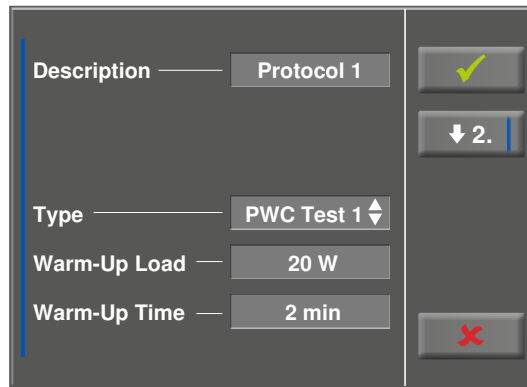 Description Protocol 1
2.
Type PWC Test 1
Warm-Up Load 20 W
Warm-Up Time 2 min